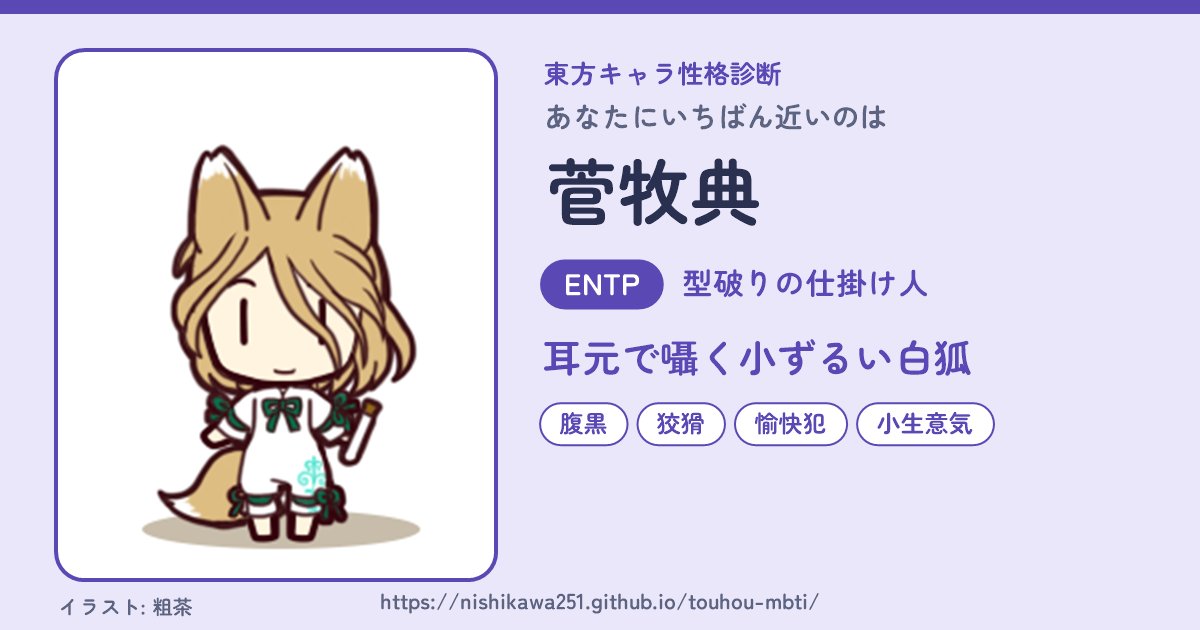 東方キャラ性格診断
あなたにいちばん近いのは
菅牧典
ENTP 型破りの仕掛け人
耳元で囁く小ずるい白狐
腹黒 狡猾 愉快犯 小生意気
イラスト: 粗茶
https://nishikawa251.github.io/touhou-mbti/